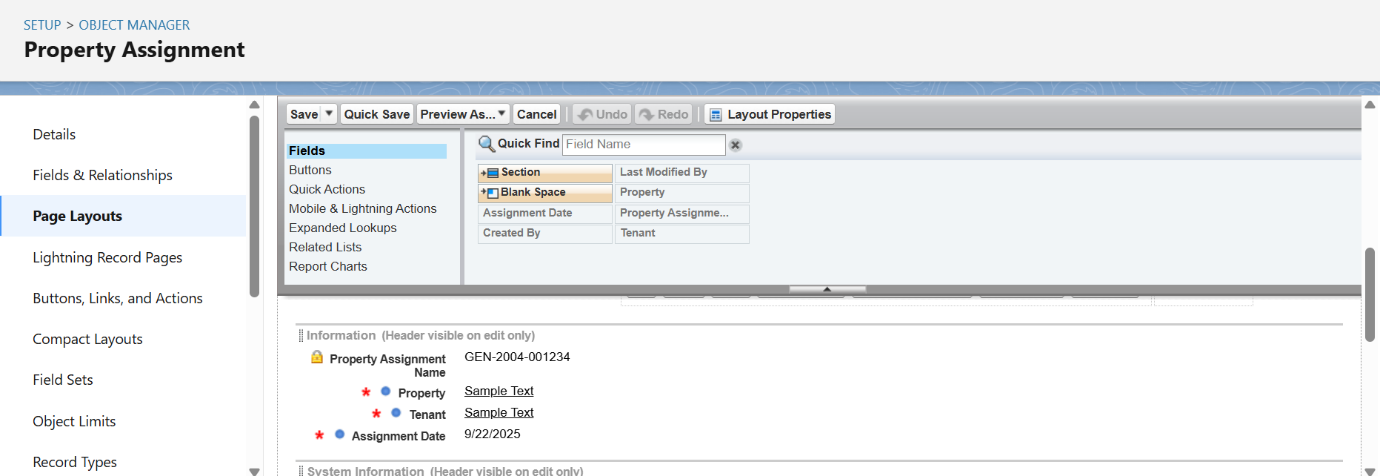 SETUP > OBJECT MANAGER
Property Assignment
Details
Fields & Relationships
Page Layouts
Lightning Record Pages
Buttons, Links, and Actions
Compact Layouts
Field Sets
Object Limits
Record Types
Save Quick Save Preview As... Cancel Undo Redo Layout Properties
Fields
Buttons
Quick Actions
Mobile & Lightning Actions
Expanded Lookups
Related Lists
Report Charts
Quick Find Field Name
Section Last Modified By
Blank Space Property
Assignment Date Property Assignme...
Created By Tenant
Information (Header visible on edit only)
Property Assignment Name GEN-2004-001234
Property Sample Text
Tenant Sample Text
Assignment Date 9/22/2025
System Information (Header visible on edit only)